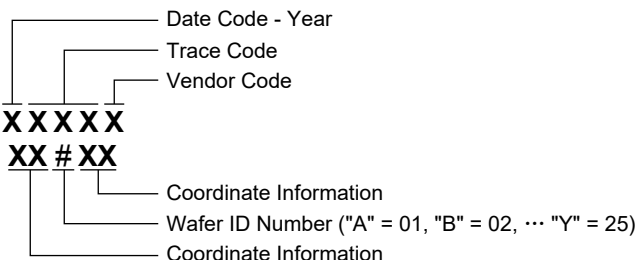 Date Code - Year
Trace Code
Vendor Code
X X X X X
XX # XX
Coordinate Information
Wafer ID Number ("A" = 01, "B" = 02, ··· "Y" = 25)
Coordinate Information